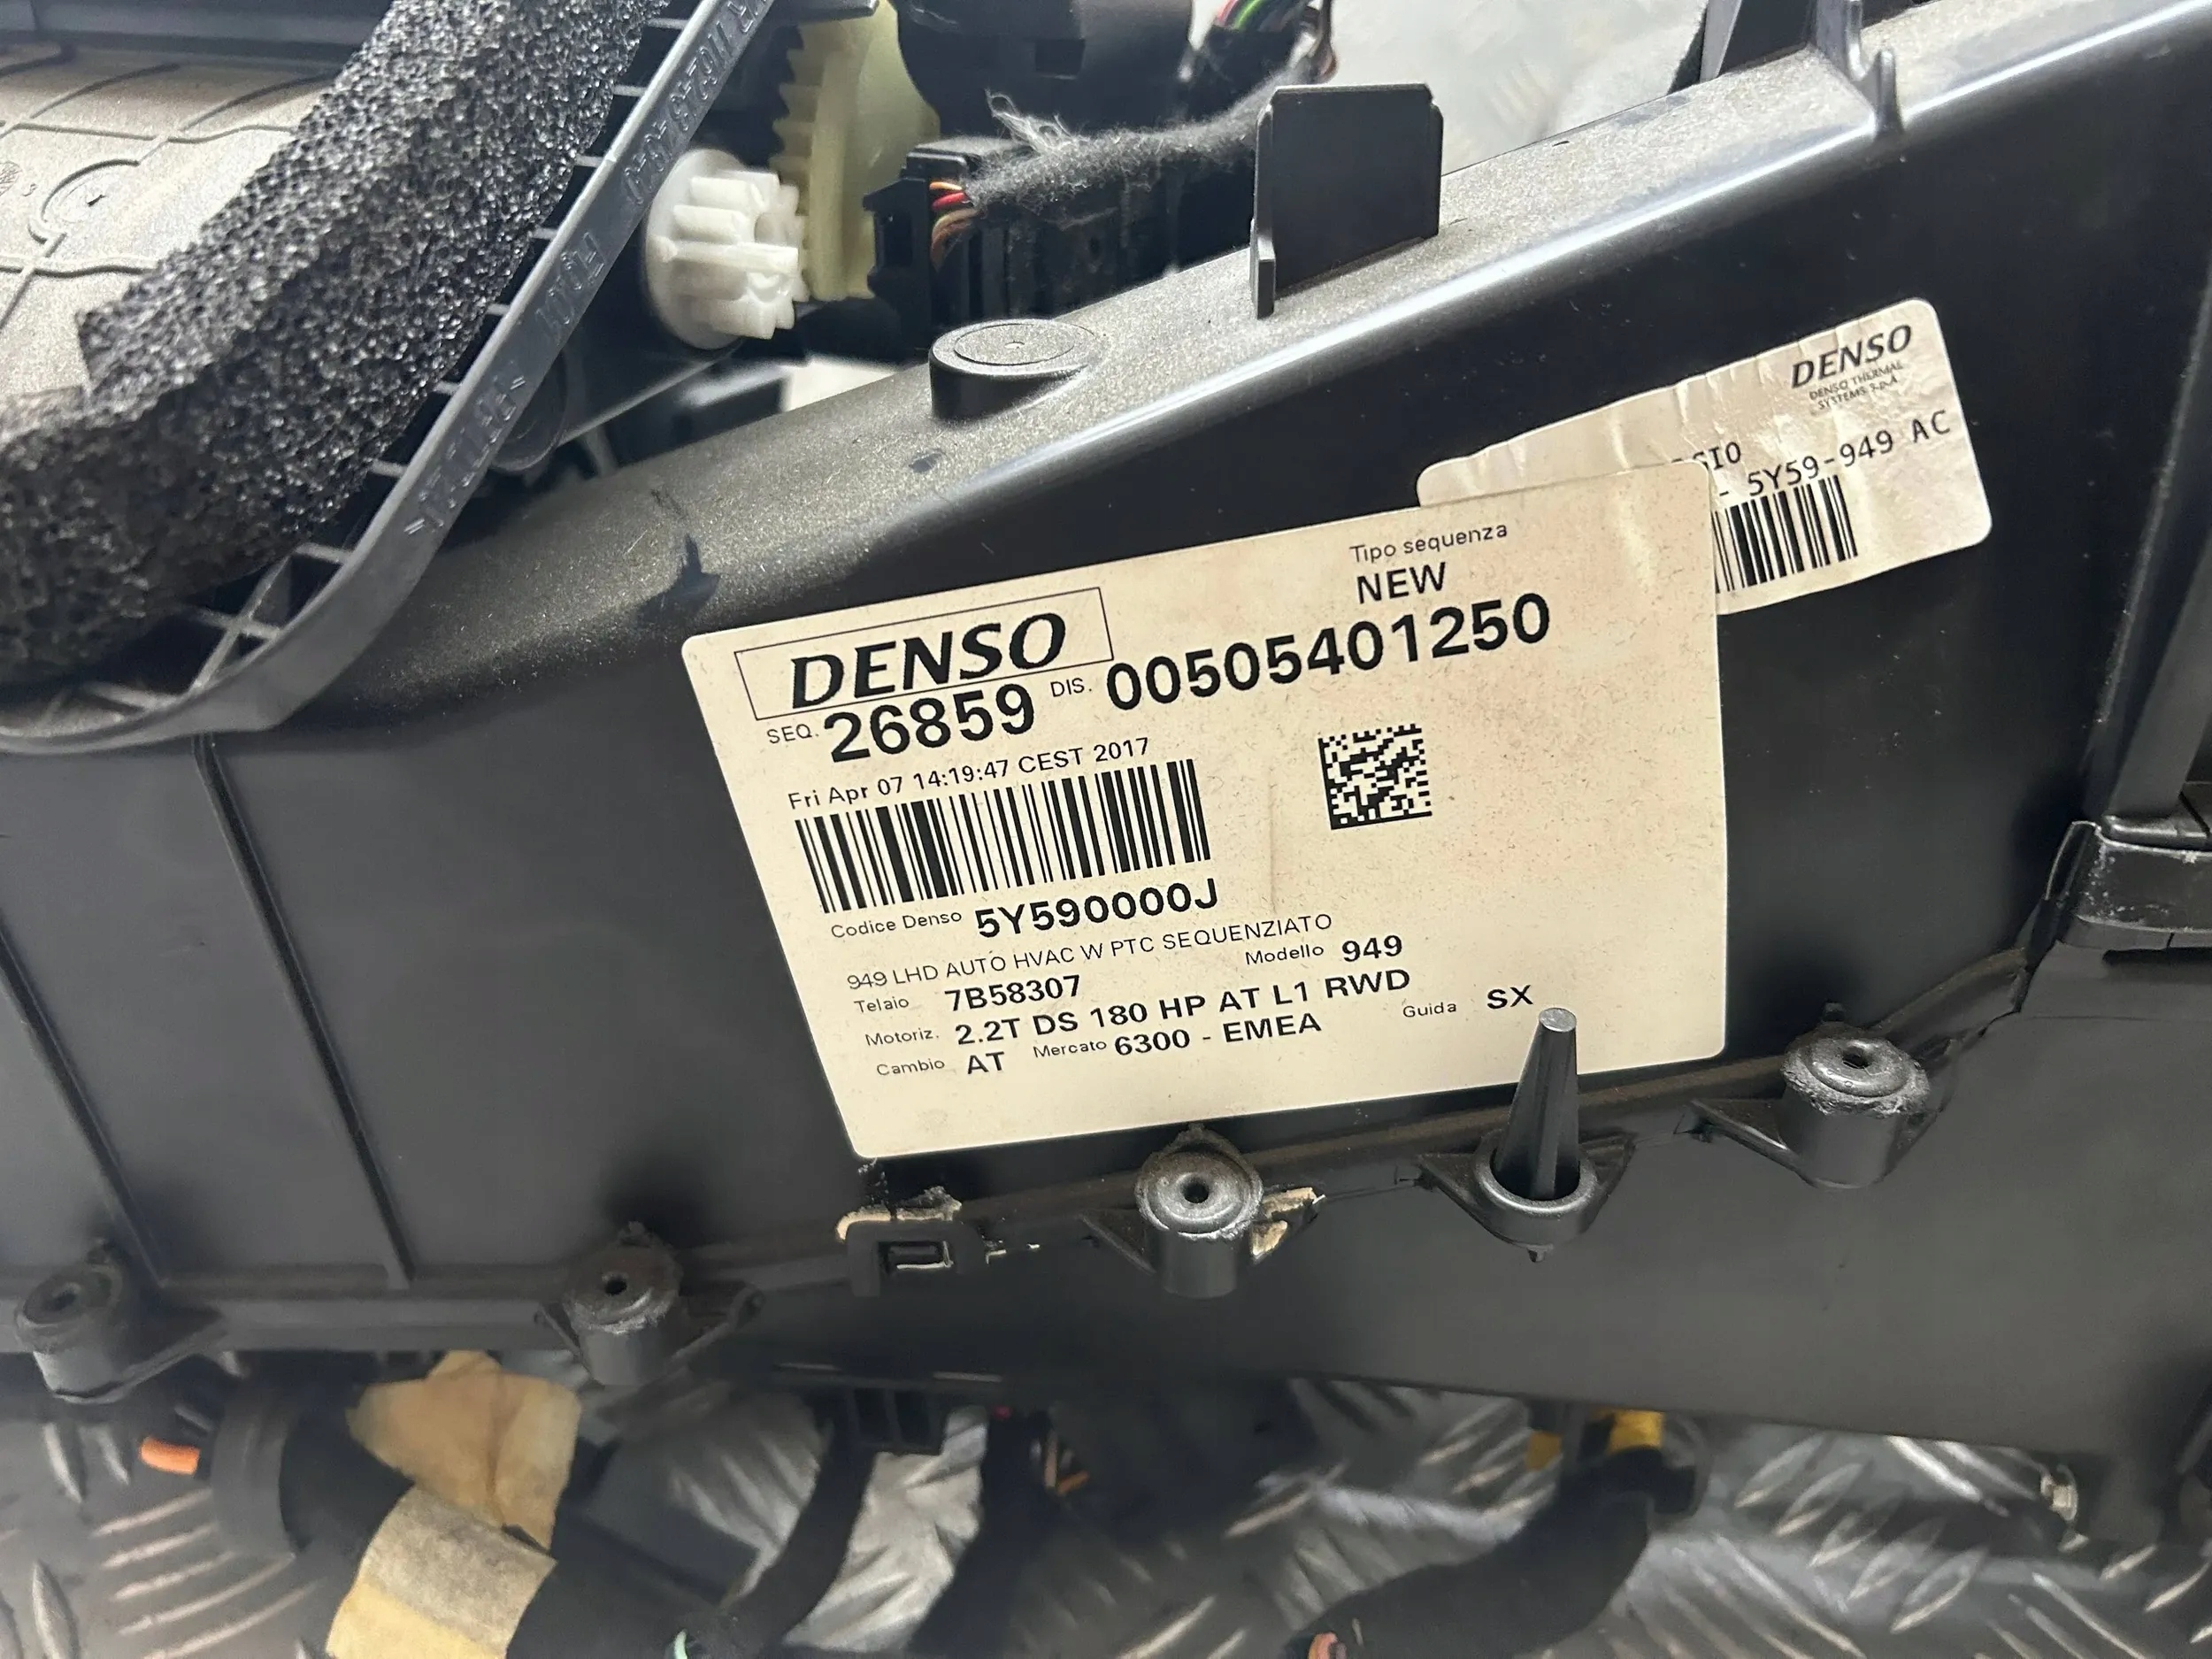 DENSO
DENSO THERMAL
SYSTEMS S.p.A
5Y59-949 AC
Tipo sequenza
NEW
DENSO
SEQ. 26859 DIS. 00505401250
Fri Apr 07 14:19:47 CEST 2017
Codice Denso 5Y590000J
949 LHD AUTO HVAC W PTC SEQUENZIATO
Telaio 7B58307 Modello 949
Motoriz. 2.2T DS 180 HP AT L1 RWD
Cambio AT Mercato 6300 - EMEA Guida SX